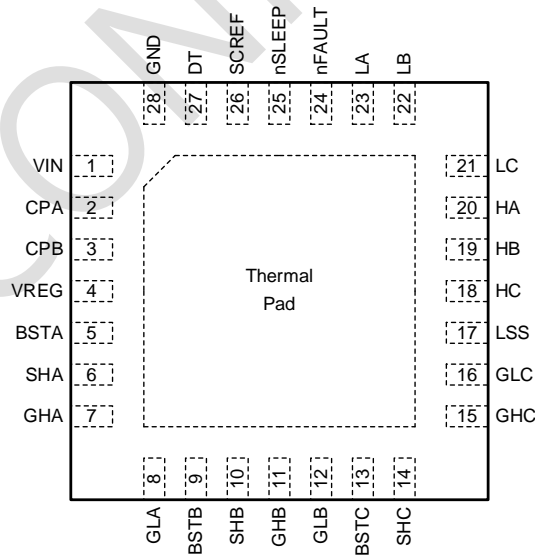 CON
GND
DT
SCREF
nSLEEP
nFAULT
LA
LB
28
27
26
25
24
23
22
VIN 1
CPA 2
CPB 3
VREG 4
BSTA 5
SHA 6
GHA 7
21 LC
20 HA
19 HB
18 HC
17 LSS
16 GLC
15 GHC
Thermal
Pad
8
9
10
11
12
13
14
GLA
BSTB
SHB
GHB
GLB
BSTC
SHC